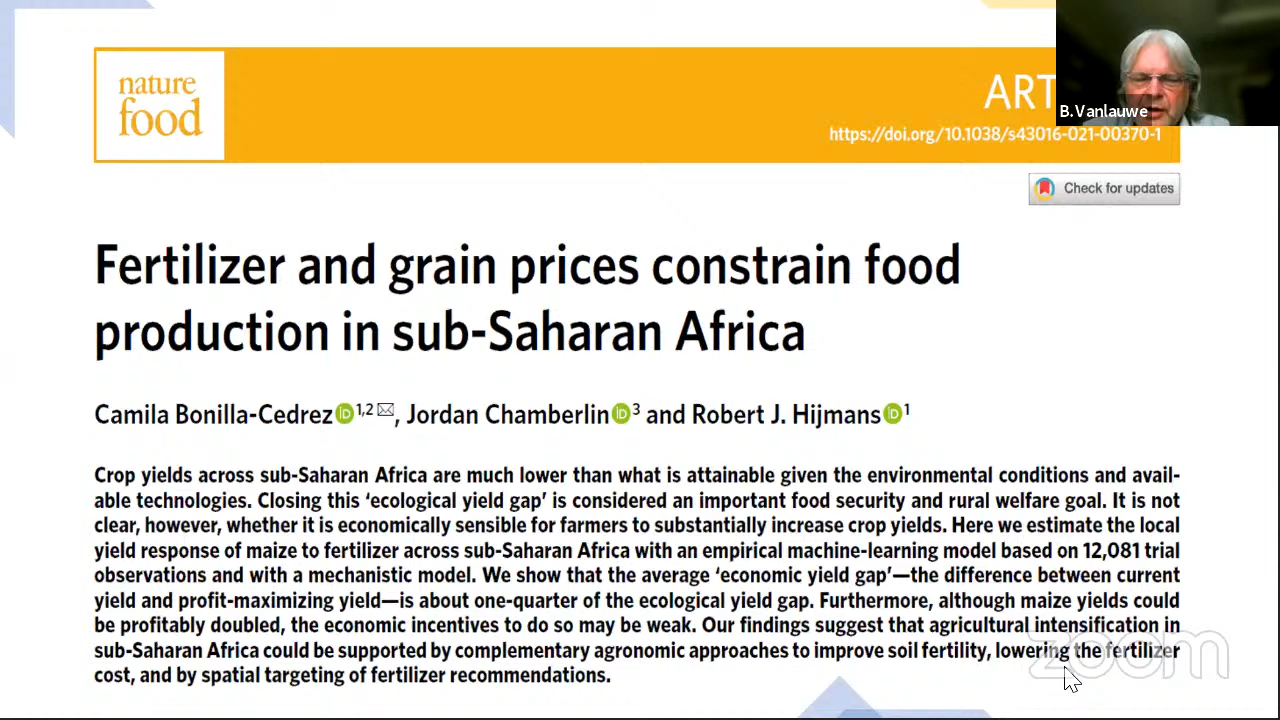 nature
food
ART
B.Vanlauwe
https://doi.org/10.1038/s43016-021-00370-1
Check for updates
Fertilizer and grain prices constrain food
production in sub-Saharan Africa
Camila Bonilla-Cedrez iD 1,2 ✉, Jordan Chamberlin iD 3 and Robert J. Hijmans iD 1
Crop yields across sub-Saharan Africa are much lower than what is attainable given the environmental conditions and avail-
able technologies. Closing this ‘ecological yield gap’ is considered an important food security and rural welfare goal. It is not
clear, however, whether it is economically sensible for farmers to substantially increase crop yields. Here we estimate the local
yield response of maize to fertilizer across sub-Saharan Africa with an empirical machine-learning model based on 12,081 trial
observations and with a mechanistic model. We show that the average ‘economic yield gap’—the difference between current
yield and profit-maximizing yield—is about one-quarter of the ecological yield gap. Furthermore, although maize yields could
be profitably doubled, the economic incentives to do so may be weak. Our findings suggest that agricultural intensification in
sub-Saharan Africa could be supported by complementary agronomic approaches to improve soil fertility, lowering the fertilizer
cost, and by spatial targeting of fertilizer recommendations.
zoom